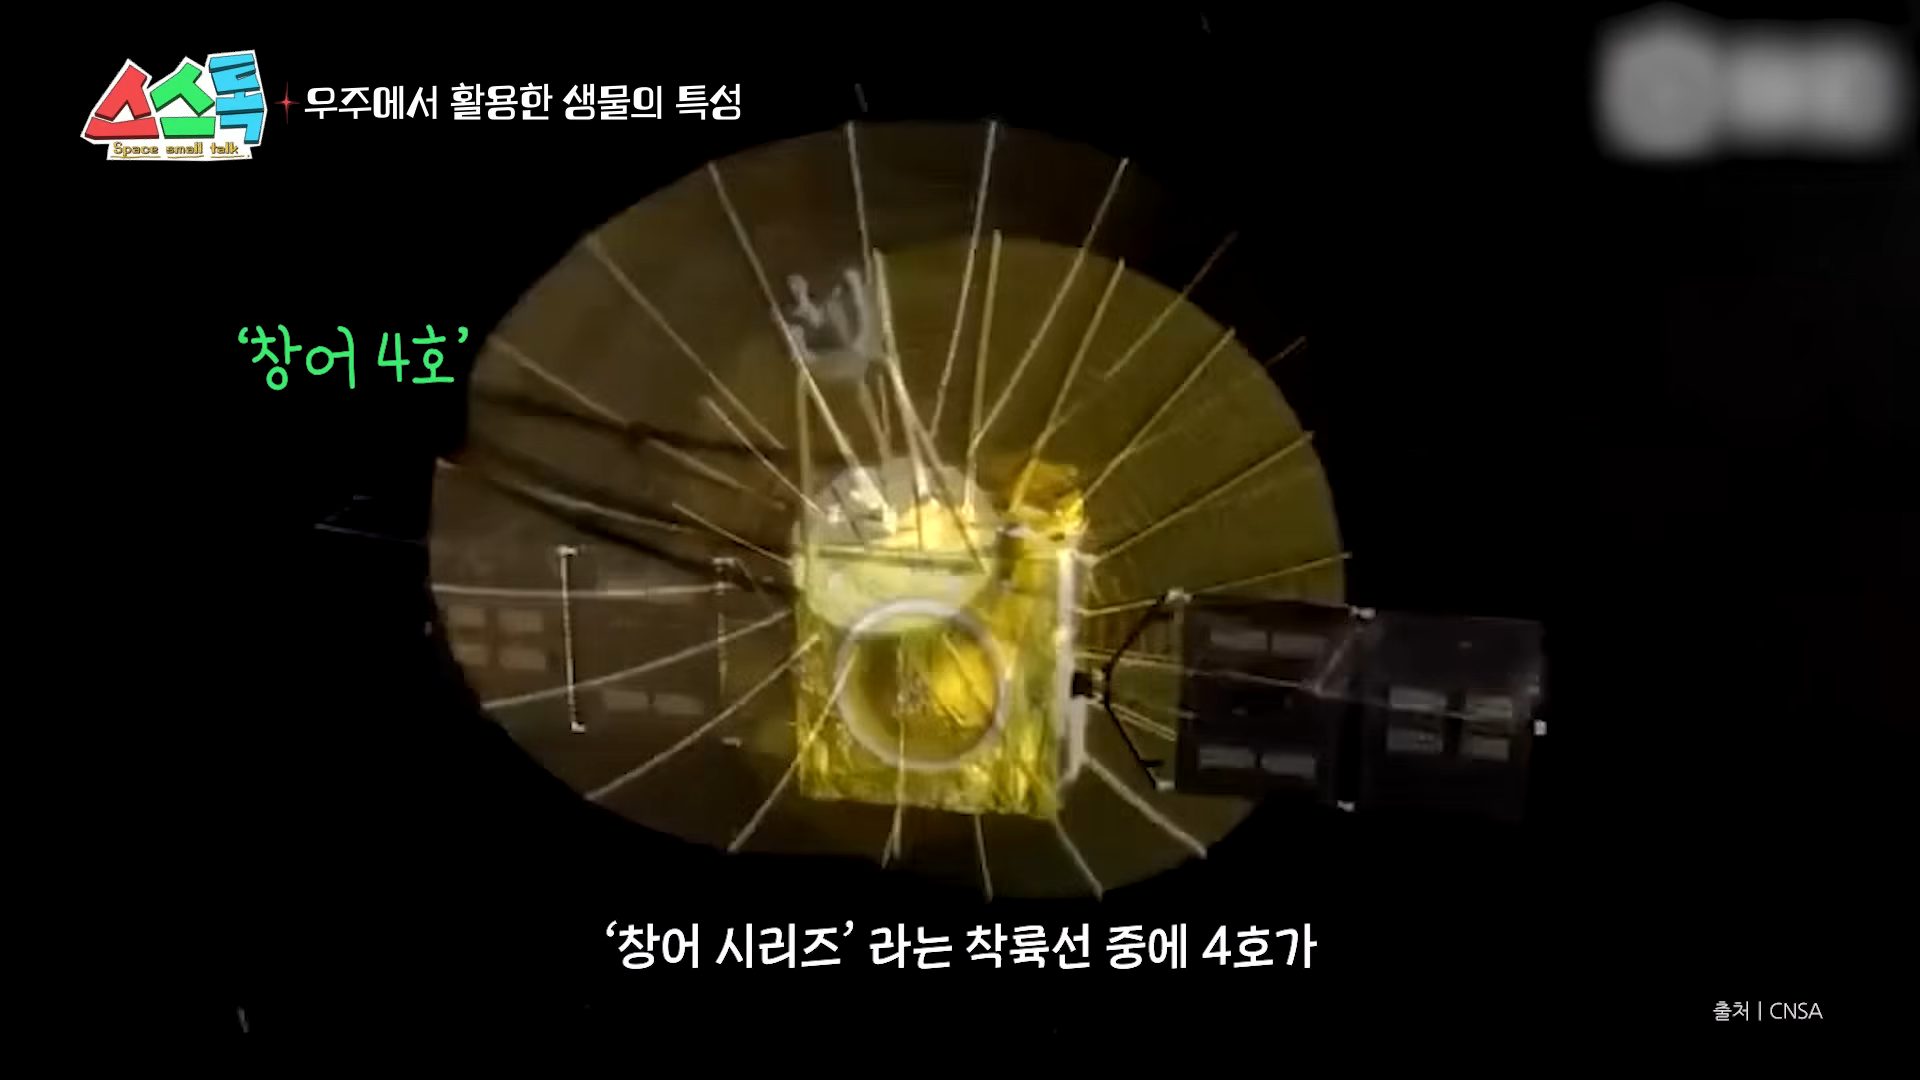 스스톡
Space small talk
우주에서 활용한 생물의 특성
‘창어 4호’
‘창어 시리즈’ 라는 착륙선 중에 4호가
출처 | CNSA